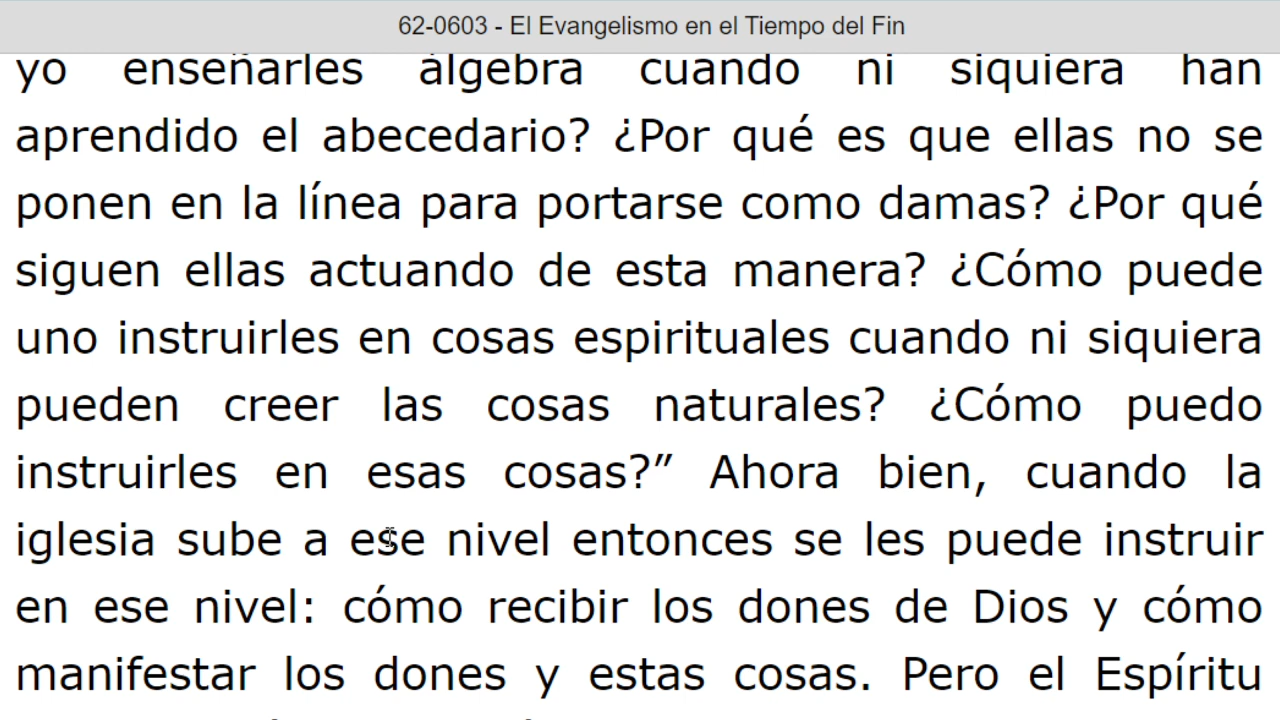 62-0603 - El Evangelismo en el Tiempo del Fin
yo enseñarles álgebra cuando ni siquiera han
aprendido el abecedario? ¿Por qué es que ellas no se
ponen en la línea para portarse como damas? ¿Por qué
siguen ellas actuando de esta manera? ¿Cómo puede
uno instruirles en cosas espirituales cuando ni siquiera
pueden creer las cosas naturales? ¿Cómo puedo
instruirles en esas cosas?” Ahora bien, cuando la
iglesia sube a ese nivel entonces se les puede instruir
en ese nivel: cómo recibir los dones de Dios y cómo
manifestar los dones y estas cosas. Pero el Espíritu